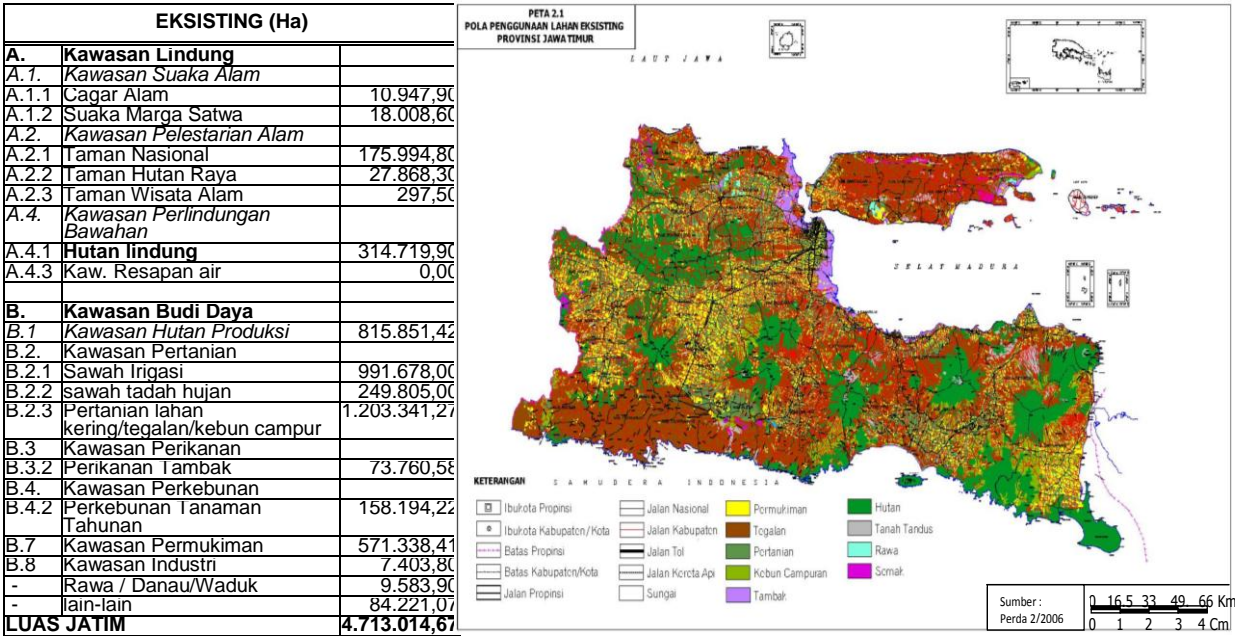 EKSISTING (Ha)
A. Kawasan Lindung
A.1. Kawasan Suaka Alam
A.1.1 Cagar Alam 10.947,90
A.1.2 Suaka Marga Satwa 18.008,60
A.2. Kawasan Pelestarian Alam
A.2.1 Taman Nasional 175.994,80
A.2.2 Taman Hutan Raya 27.868,30
A.2.3 Taman Wisata Alam 297,50
A.4. Kawasan Perlindungan
Bawahan
A.4.1 Hutan lindung 314.719,90
A.4.3 Kaw. Resapan air 0,00
B. Kawasan Budi Daya
B.1 Kawasan Hutan Produksi 815.851,42
B.2. Kawasan Pertanian
B.2.1 Sawah Irigasi 991.678,00
B.2.2 sawah tadah hujan 249.805,00
B.2.3 Pertanian lahan 1.203.341,27
kering/tegalan/kebun campur
B.3 Kawasan Perikanan
B.3.2 Perikanan Tambak 73.760,58
B.4. Kawasan Perkebunan
B.4.2 Perkebunan Tanaman 158.194,22
Tahunan
B.7 Kawasan Permukiman 571.338,41
B.8 Kawasan Industri 7.403,80
- Rawa / Danau/Waduk 9.583,90
- lain-lain 84.221,07
LUAS JATIM 4.713.014,67
PETA 2.1
POLA PENGGUNAAN LAHAN EKSISTING
PROVINSI JAWA TIMUR
LAUT JAWA
SELAT MADURA
SAMUDERA INDONESIA
KETERANGAN
Ibukota Propinsi
Ibukota Kabupaten/Kota
Batas Propinsi
Batas Kabupaten/Kota
Jalan Propinsi
Jalan Nasional
Jalan Kabupaten
Jalan Tol
Jalan Kereta Api
Sungai
Permukiman
Tegalan
Pertanian
Kebun Campuran
Tambak
Hutan
Tanah Tandus
Rawa
Semak
Sumber :
Perda 2/2006
0 16.5 33 49. 66 Km
0 1 2 3 4 Cm